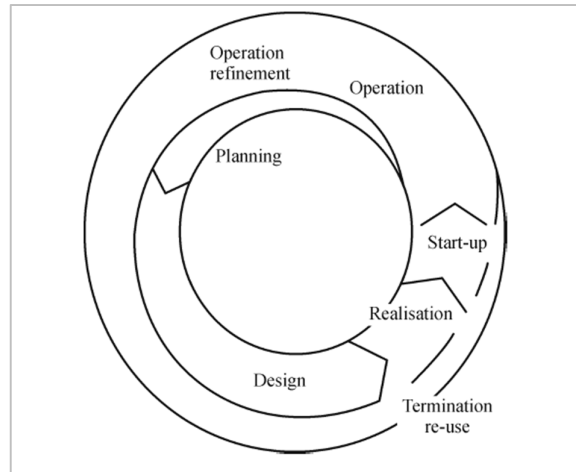 Operation
refinement
Operation
Planning
Start-up
Realisation
Design
Termination
re-use